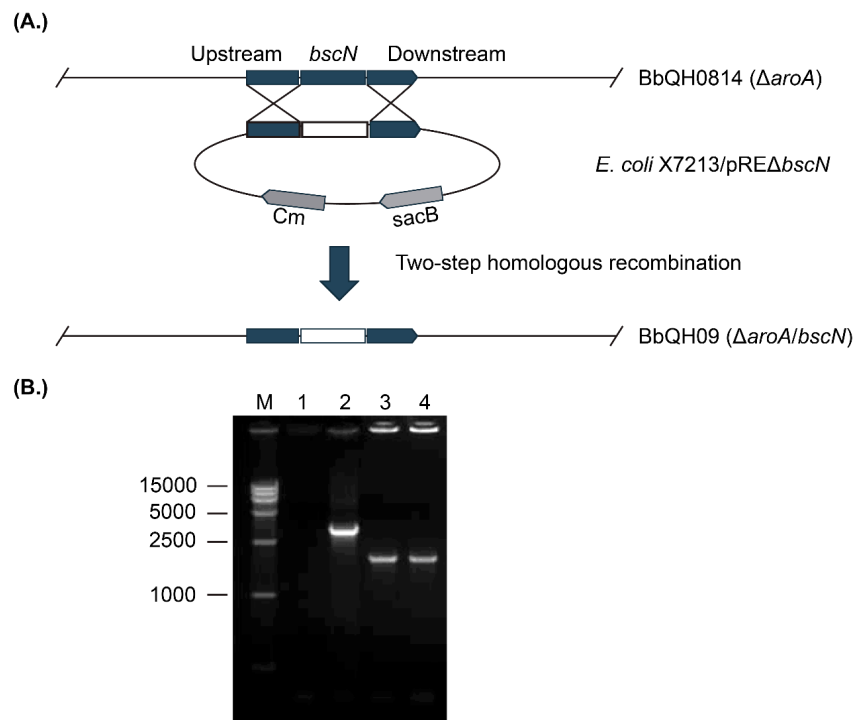 (A.)
Upstream bscN Downstream
BbQH0814 (ΔaroA)
E. coli X7213/pREΔbscN
Cm sacB
Two-step homologous recombination
BbQH09 (ΔaroA/bscN)
(B.)
M 1 2 3 4
15000
5000
2500
1000